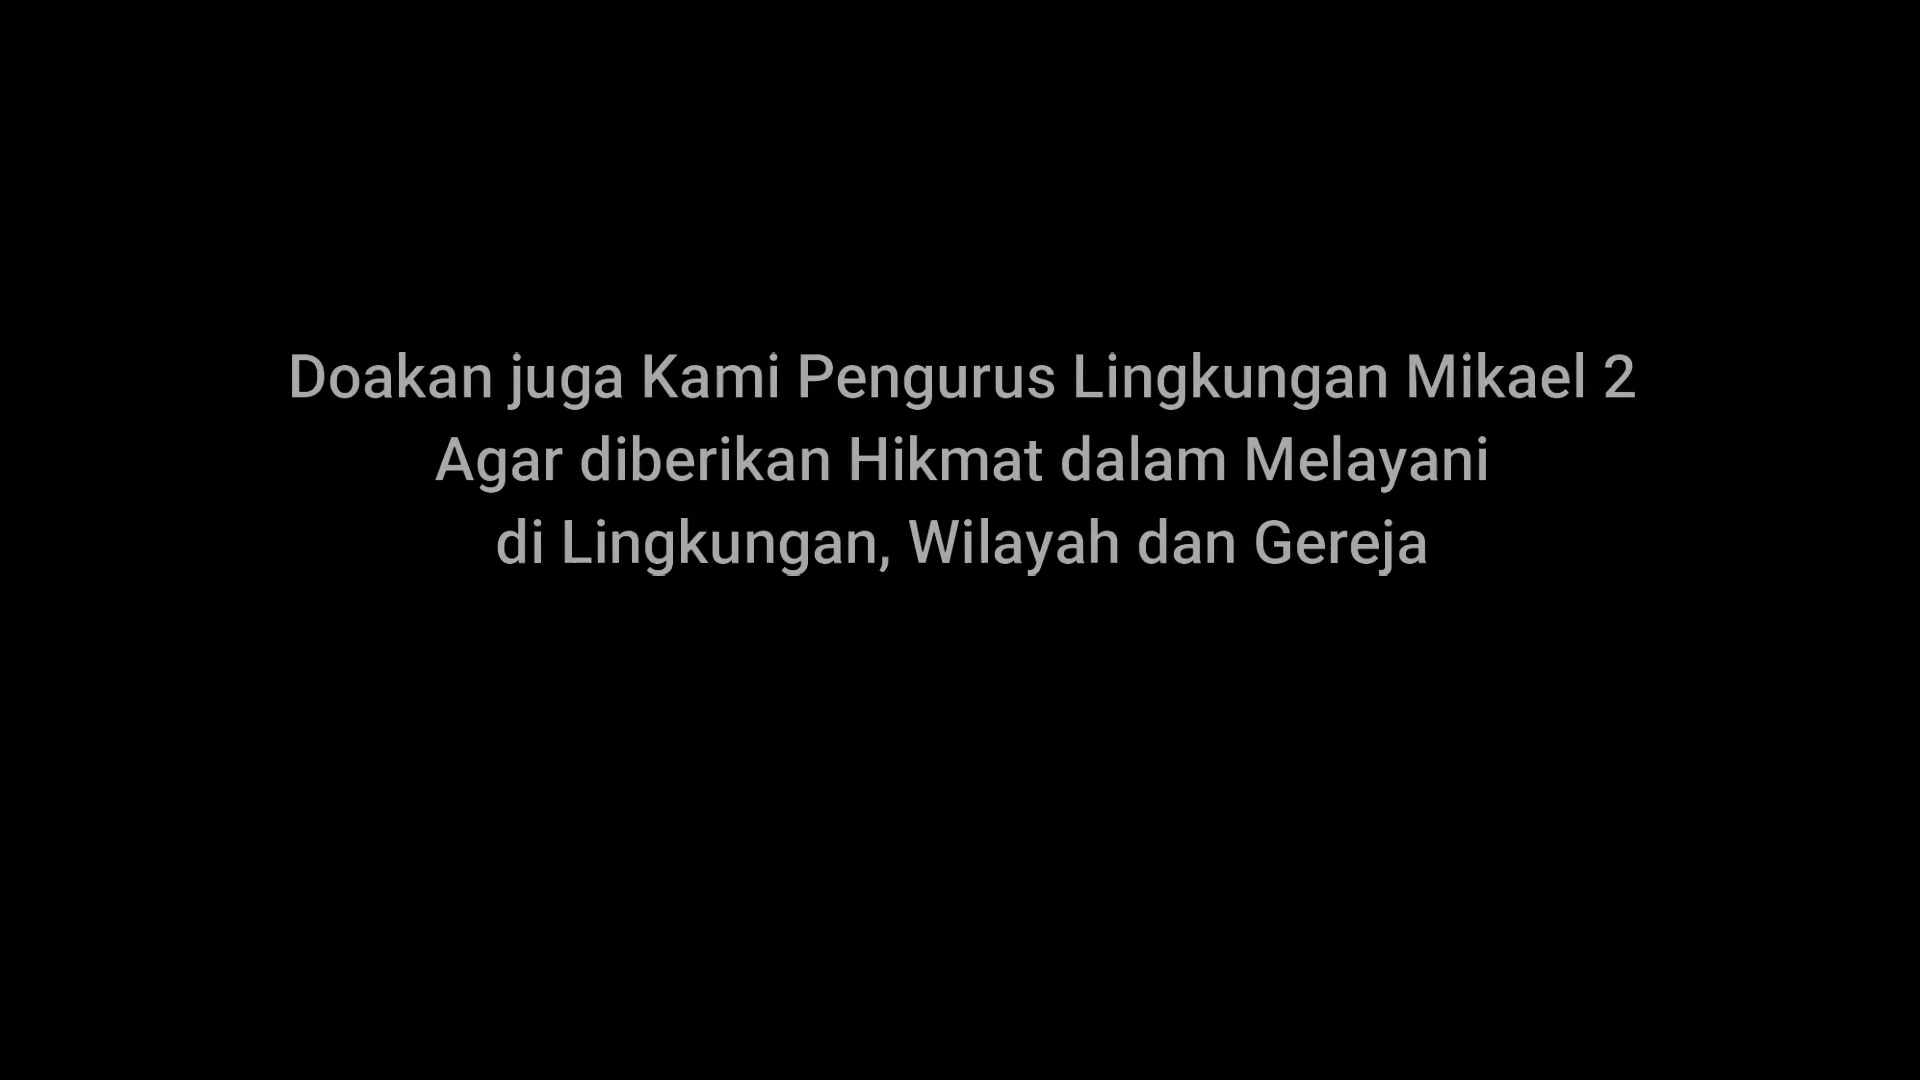 Doakan juga Kami Pengurus Lingkungan Mikael 2
Agar diberikan Hikmat dalam Melayani
di Lingkungan, Wilayah dan Gereja